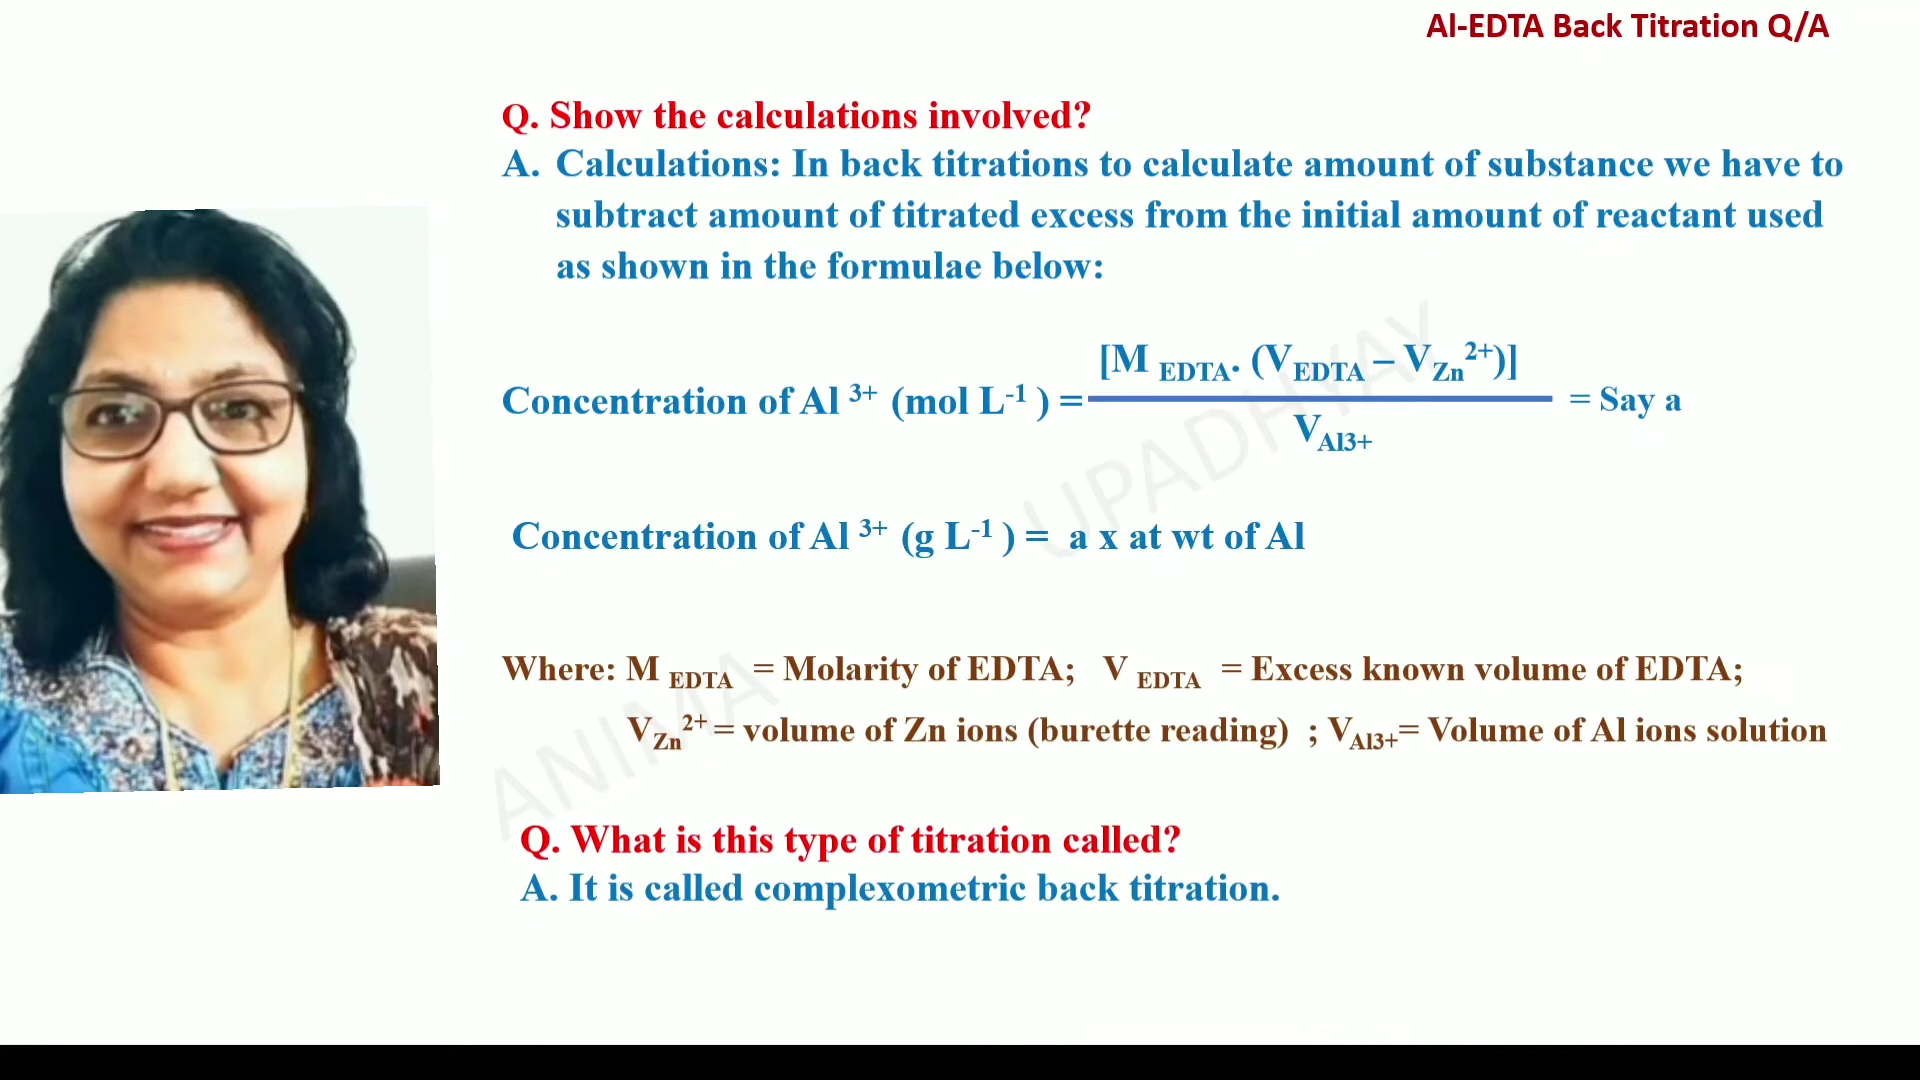 Al-EDTA Back Titration Q/A
Q. Show the calculations involved?
A. Calculations: In back titrations to calculate amount of substance we have to
subtract amount of titrated excess from the initial amount of reactant used
as shown in the formulae below:
[M EDTA. (VEDTA – VZn2+)]
Concentration of Al 3+ (mol L-1 ) = = Say a
VAl3+
Concentration of Al 3+ (g L-1 ) = a x at wt of Al
Where: M EDTA = Molarity of EDTA; V EDTA = Excess known volume of EDTA;
VZn2+ = volume of Zn ions (burette reading) ; VAl3+= Volume of Al ions solution
Q. What is this type of titration called?
A. It is called complexometric back titration.
ANIMA UPADHYAY